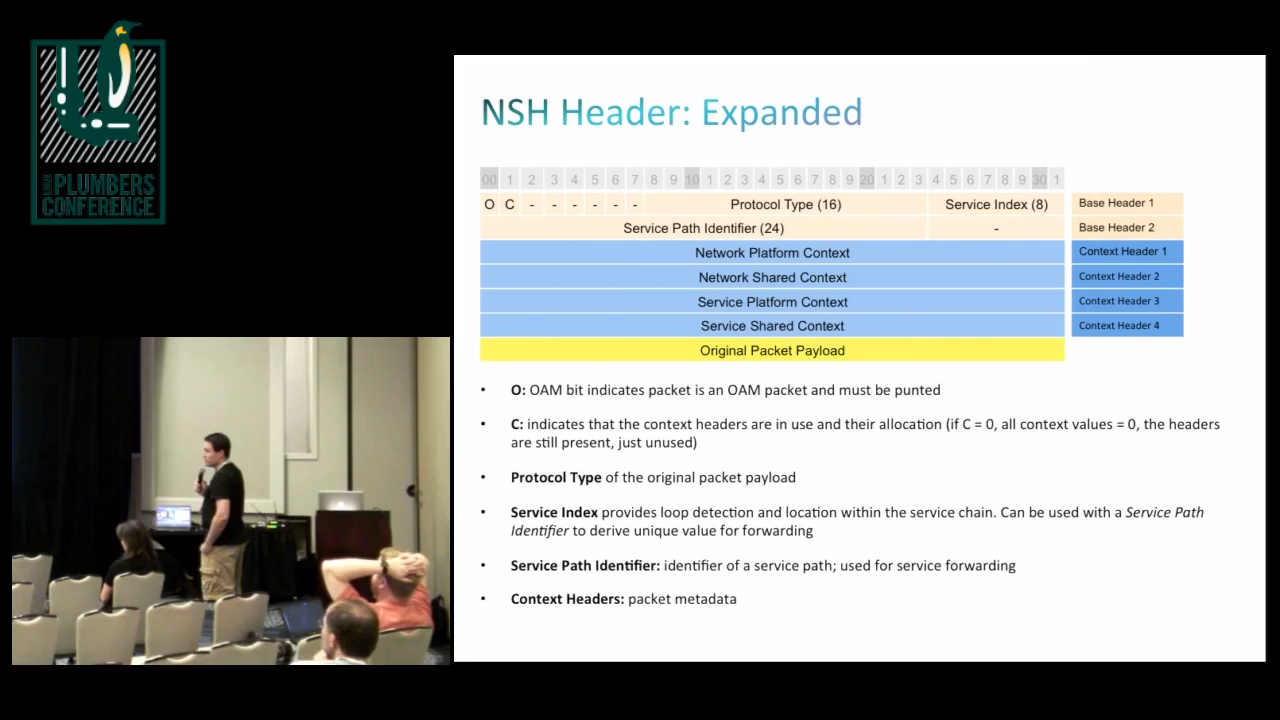 LINUX
PLUMBERS
CONFERENCE
NSH Header: Expanded
00 1 2 3 4 5 6 7 8 9 10 1 2 3 4 5 6 7 8 9 20 1 2 3 4 5 6 7 8 9 30 1
O C - - - - - - Protocol Type (16) Service Index (8) Base Header 1
Service Path Identifier (24) - Base Header 2
Network Platform Context Context Header 1
Network Shared Context Context Header 2
Service Platform Context Context Header 3
Service Shared Context Context Header 4
Original Packet Payload
• O: OAM bit indicates packet is an OAM packet and must be punted
• C: indicates that the context headers are in use and their allocation (if C = 0, all context values = 0, the headers
are still present, just unused)
• Protocol Type of the original packet payload
• Service Index provides loop detection and location within the service chain. Can be used with a Service Path
Identifier to derive unique value for forwarding
• Service Path Identifier: identifier of a service path; used for service forwarding
• Context Headers: packet metadata